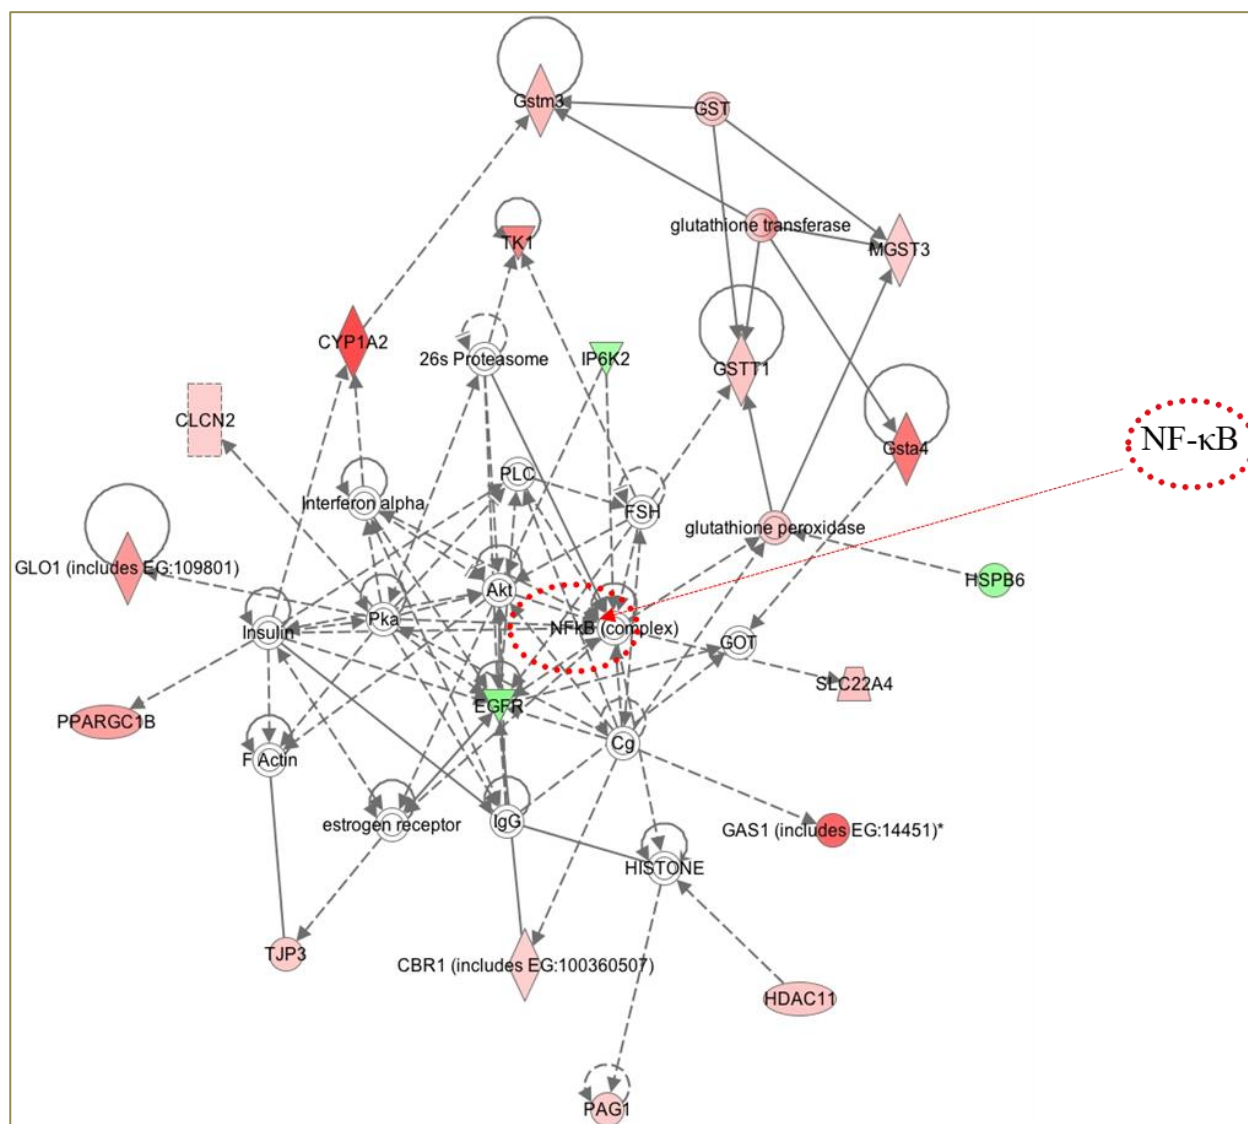 Gstm3
GST
glutathione transferase
TK1
MGST3
CYP1A2
26s Proteasome
IP6K2
GSTT1
CLCN2
NF-κB
Gsta4
PLC
Interferon alpha
FSH
glutathione peroxidase
GLO1 (includes EG:109801)
HSPB6
Akt
Insulin
Pka
NFkB (complex)
GOT
SLC22A4
EGFR
PPARGC1B
F Actin
Cg
estrogen receptor
IgG
GAS1 (includes EG:14451)*
HISTONE
TJP3
CBR1 (includes EG:100360507)
HDAC11
PAG1